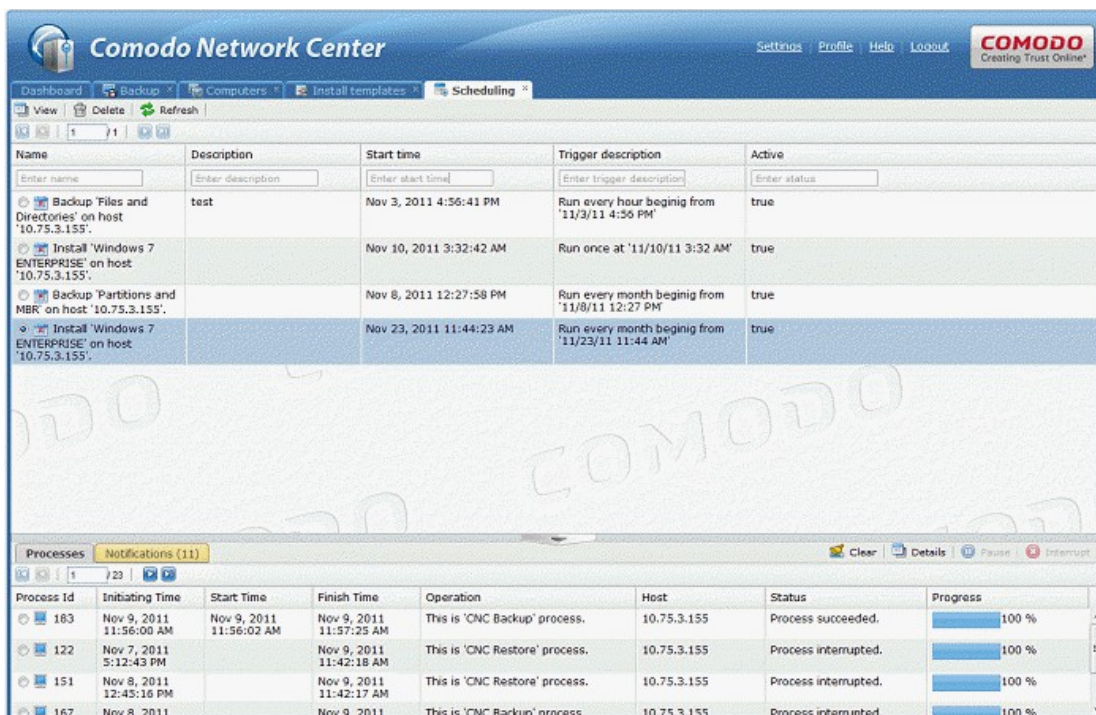 Comodo Network Center
Settings Profile Help Logout
COMODO
Creating Trust Online*
Dashboard Backup Computers Install templates Scheduling
View Delete Refresh
1 / 1
Name Description Start time Trigger description Active
Enter name Enter description Enter start time Enter trigger description Enter status
Backup 'Files and test Nov 3, 2011 4:56:41 PM Run every hour beginig from true
Directories' on host '11/3/11 4:56 PM'
'10.75.3.155'.
Install 'Windows 7 Nov 10, 2011 3:32:42 AM Run once at '11/10/11 3:32 AM' true
ENTERPRISE' on host
'10.75.3.155'.
Backup 'Partitions and Nov 8, 2011 12:27:58 PM Run every month beginig from true
MBR' on host '10.75.3.155'. '11/8/11 12:27 PM'
Install 'Windows 7 Nov 23, 2011 11:44:23 AM Run every month beginig from true
ENTERPRISE' on host '11/23/11 11:44 AM'
'10.75.3.155'.
COMODO
Processes Notifications (11) Clear Details Pause Interrupt
1 / 23
Process Id Initiating Time Start Time Finish Time Operation Host Status Progress
183 Nov 9, 2011 Nov 9, 2011 Nov 9, 2011 This is 'CNC Backup' process. 10.75.3.155 Process succeeded. 100 %
11:56:00 AM 11:56:02 AM 11:57:25 AM
122 Nov 7, 2011 Nov 9, 2011 This is 'CNC Restore' process. 10.75.3.155 Process interrupted. 100 %
5:12:43 PM 11:42:18 AM
151 Nov 8, 2011 Nov 9, 2011 This is 'CNC Restore' process. 10.75.3.155 Process interrupted. 100 %
12:45:16 PM 11:42:17 AM
167 Nov 8, 2011 Nov 9, 2011 This is 'CNC Backup' process. 10.75.3.155 Process interrupted. 100 %